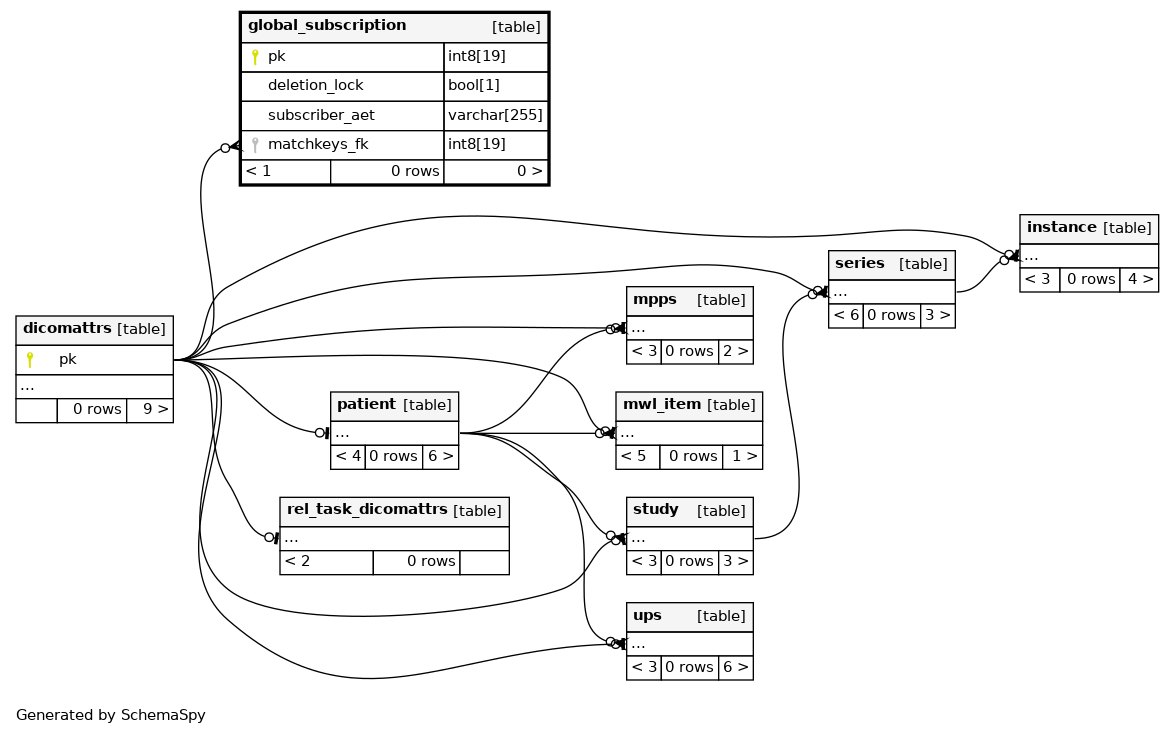 global_subscription [table]
pk int8[19]
deletion_lock bool[1]
subscriber_aet varchar[255]
matchkeys_fk int8[19]
< 1 0 rows 0 >
instance [table]
...
< 3 0 rows 4 >
series [table]
...
< 6 0 rows 3 >
mpps [table]
...
< 3 0 rows 2 >
dicomattrs [table]
pk
...
0 rows 9 >
patient [table]
...
< 4 0 rows 6 >
mwl_item [table]
...
< 5 0 rows 1 >
rel_task_dicomattrs [table]
...
< 2 0 rows
study [table]
...
< 3 0 rows 3 >
ups [table]
...
< 3 0 rows 6 >
Generated by SchemaSpy